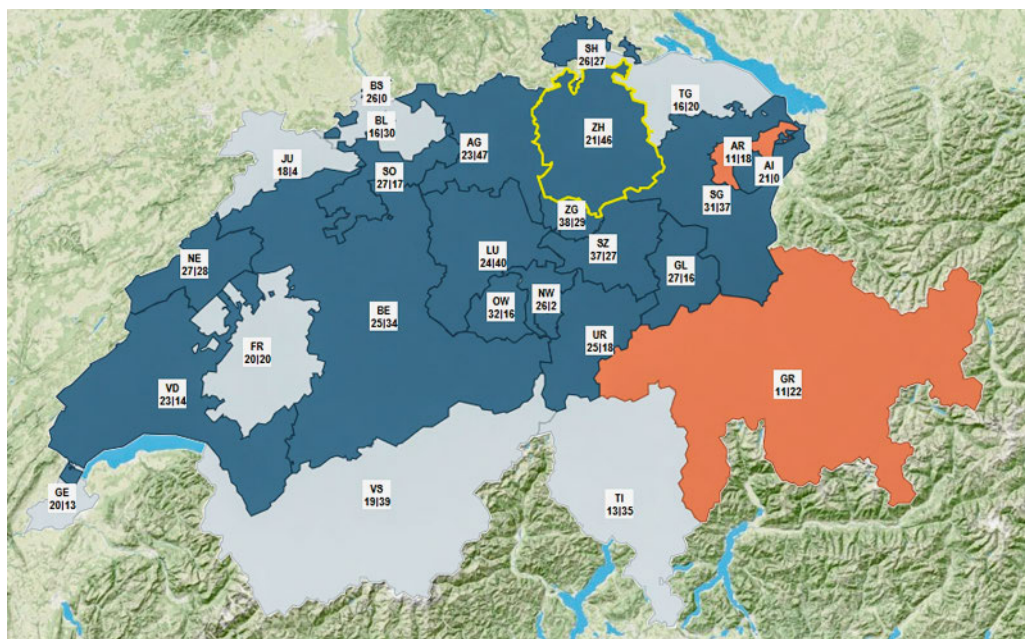 SH
26|27
BS
26|0
TG
16|20
BL
16|30
ZH
21|46
AG
23|47
AR
11|18
JU
18|4
AI
21|0
SO
27|17
SG
31|37
ZG
38|29
SZ
37|27
LU
24|40
NE
27|28
GL
27|16
NW
26|2
OW
32|16
BE
25|34
UR
25|18
FR
20|20
GR
11|22
VD
23|14
GE
20|13
VS
19|39
TI
13|35